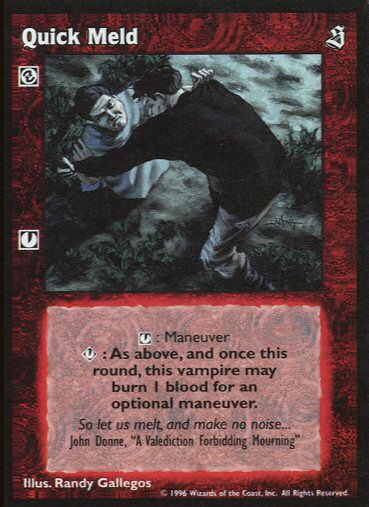 Quick Meld
: Maneuver
: As above, and once this
round, this vampire may
burn 1 blood for an
optional maneuver.
So let us melt, and make no noise...
John Donne, "A Valediction Forbidding Mourning"
Illus. Randy Gallegos
© 1996 Wizards of the Coast, Inc. All Rights Reserved.